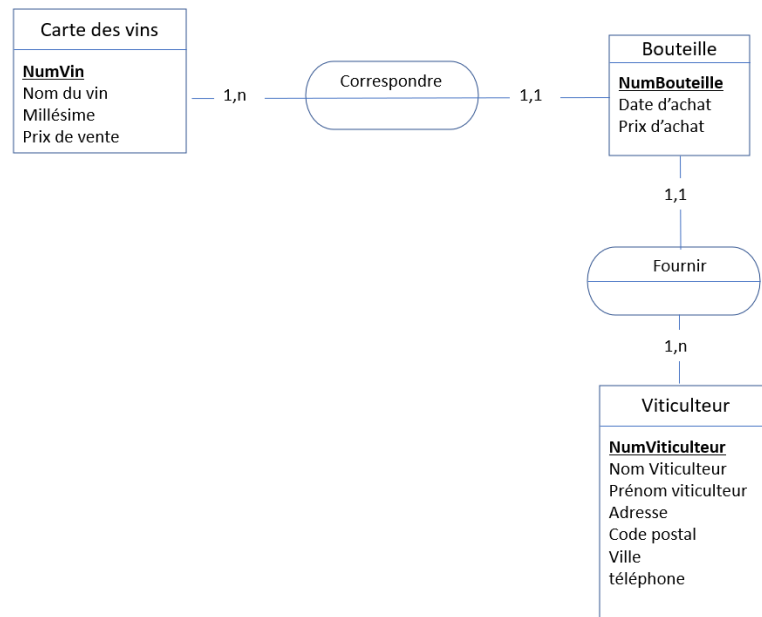 Carte des vins
NumVin
Nom du vin
Millésime
Prix de vente
1,n
Correspondre
1,1
Bouteille
NumBouteille
Date d'achat
Prix d'achat
1,1
Fournir
1,n
Viticulteur
NumViticulteur
Nom Viticulteur
Prénom viticulteur
Adresse
Code postal
Ville
téléphone